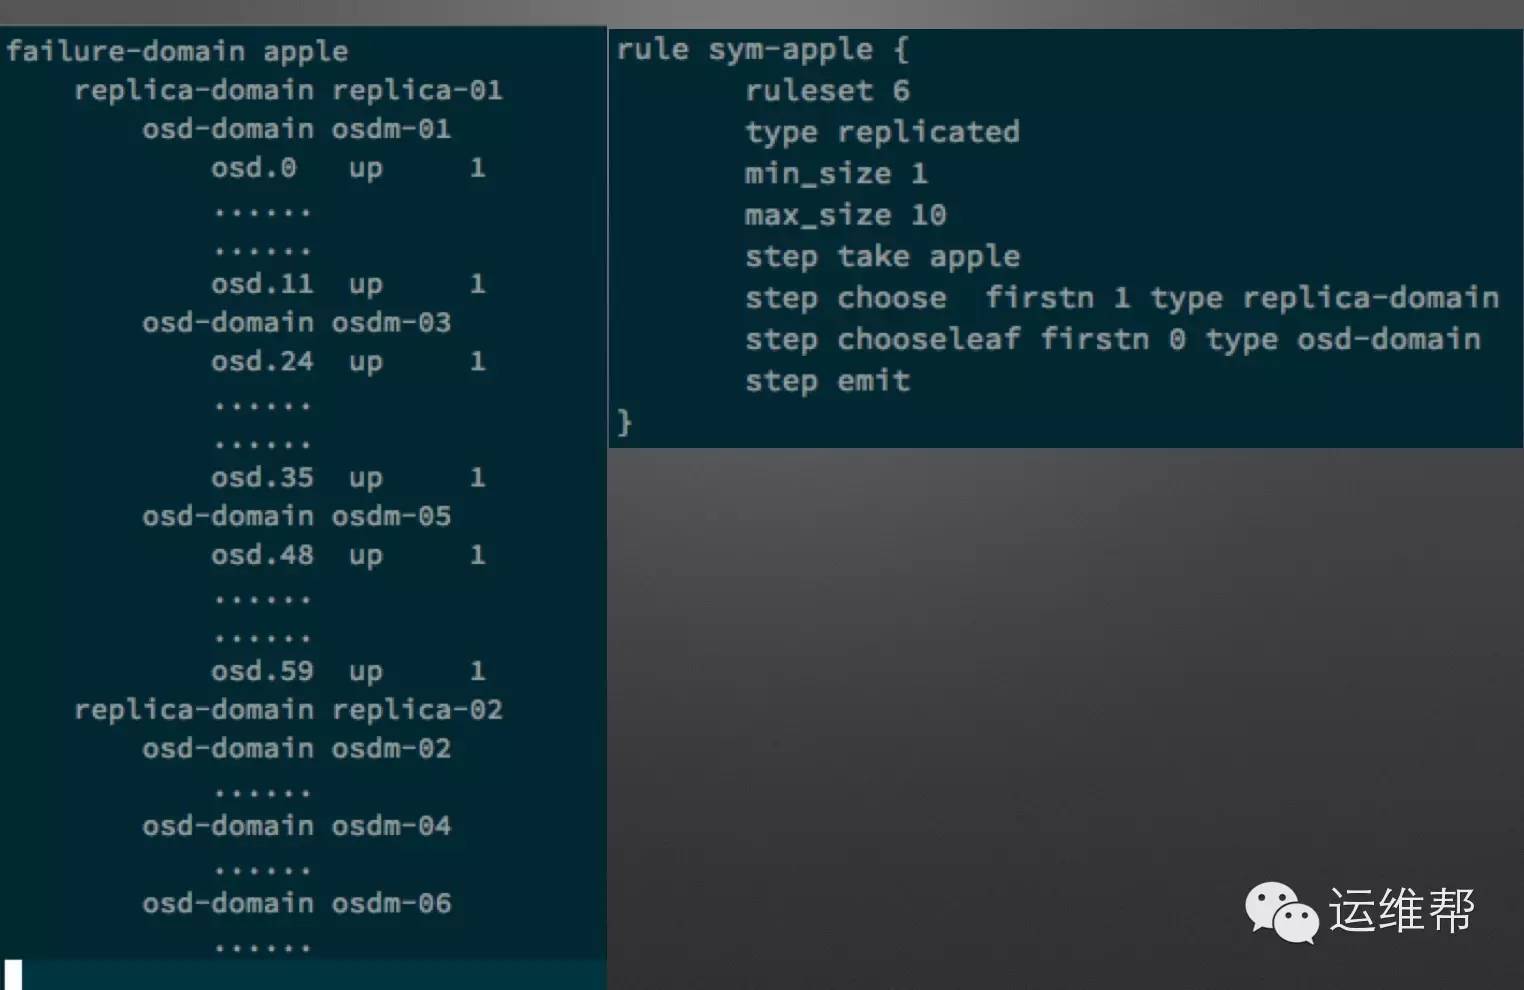 failure-domain apple
replica-domain replica-01
osd-domain osdm-01
osd.0 up 1
......
......
osd.11 up 1
osd-domain osdm-03
osd.24 up 1
......
......
osd.35 up 1
osd-domain osdm-05
osd.48 up 1
......
......
osd.59 up 1
replica-domain replica-02
osd-domain osdm-02
......
osd-domain osdm-04
......
osd-domain osdm-06
......
rule sym-apple {
ruleset 6
type replicated
min_size 1
max_size 10
step take apple
step choose  firstn 1 type replica-domain
step chooseleaf firstn 0 type osd-domain
step emit
}
运维帮